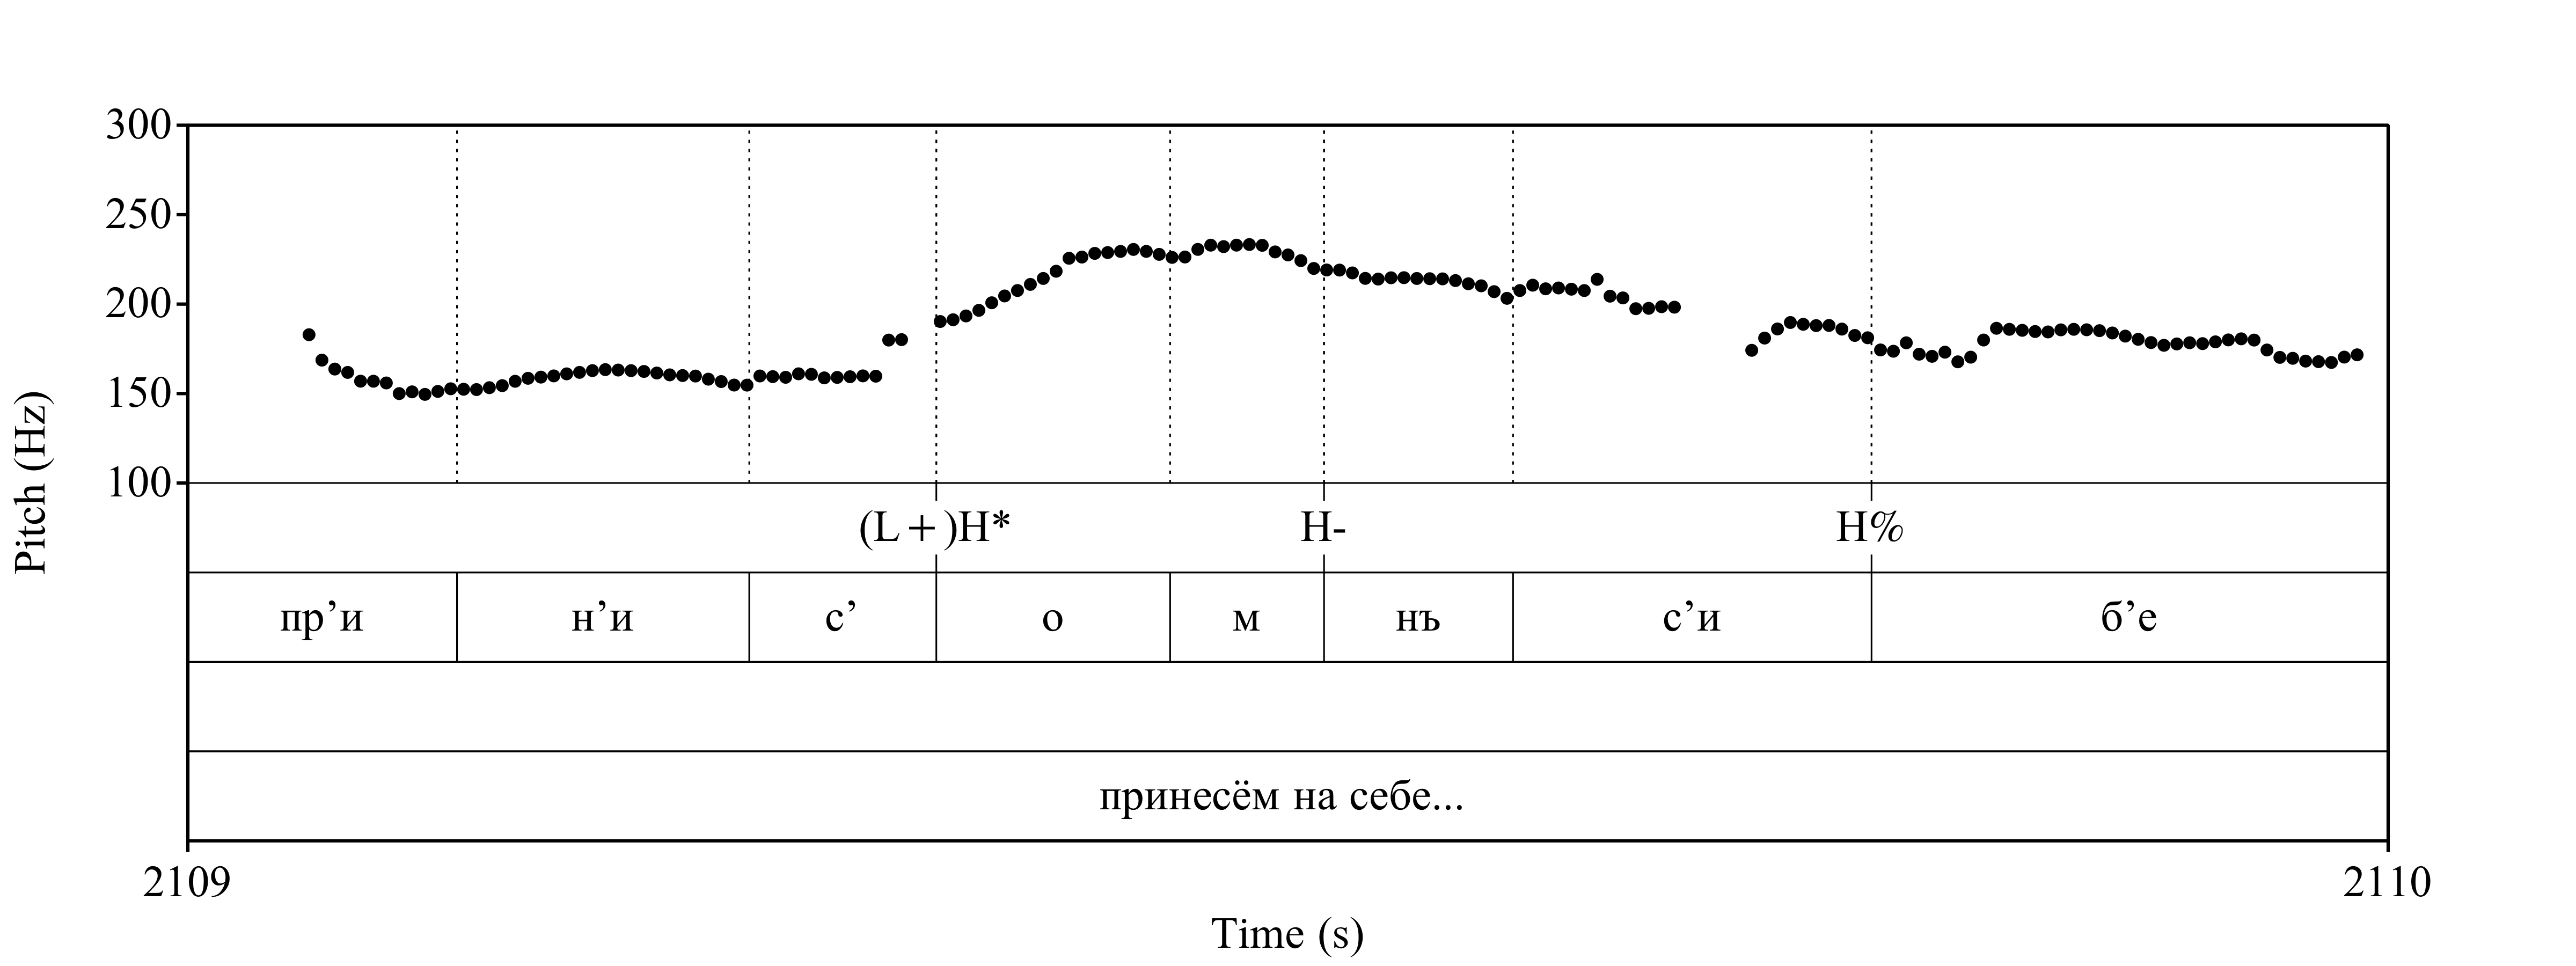 300
250
200
150
100
Pitch (Hz)
(L+)H* H- H%
пр’и н’и с’ о м нъ с’и б’е
принесём на себе...
2109 2110
Time (s)